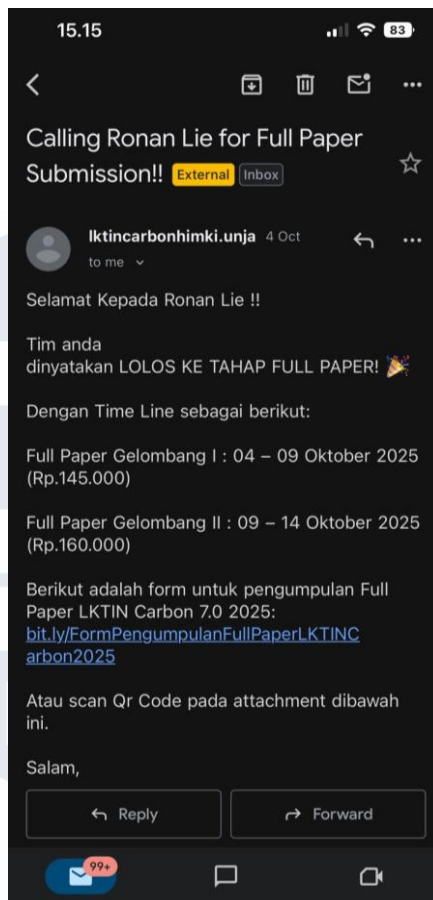 15.15
83
Calling Ronan Lie for Full Paper
Submission!! External Inbox
lktincarbonhimki.unja 4 Oct
to me
Selamat Kepada Ronan Lie !!
Tim anda
dinyatakan LOLOS KE TAHAP FULL PAPER! 🎉
Dengan Time Line sebagai berikut:
Full Paper Gelombang I : 04 – 09 Oktober 2025
(Rp.145.000)
Full Paper Gelombang II : 09 – 14 Oktober 2025
(Rp.160.000)
Berikut adalah form untuk pengumpulan Full
Paper LKTIN Carbon 7.0 2025:
bit.ly/FormPengumpulanFullPaperLKTINC
arbon2025
Atau scan Qr Code pada attachment dibawah
ini.
Salam,
Reply Forward
99+